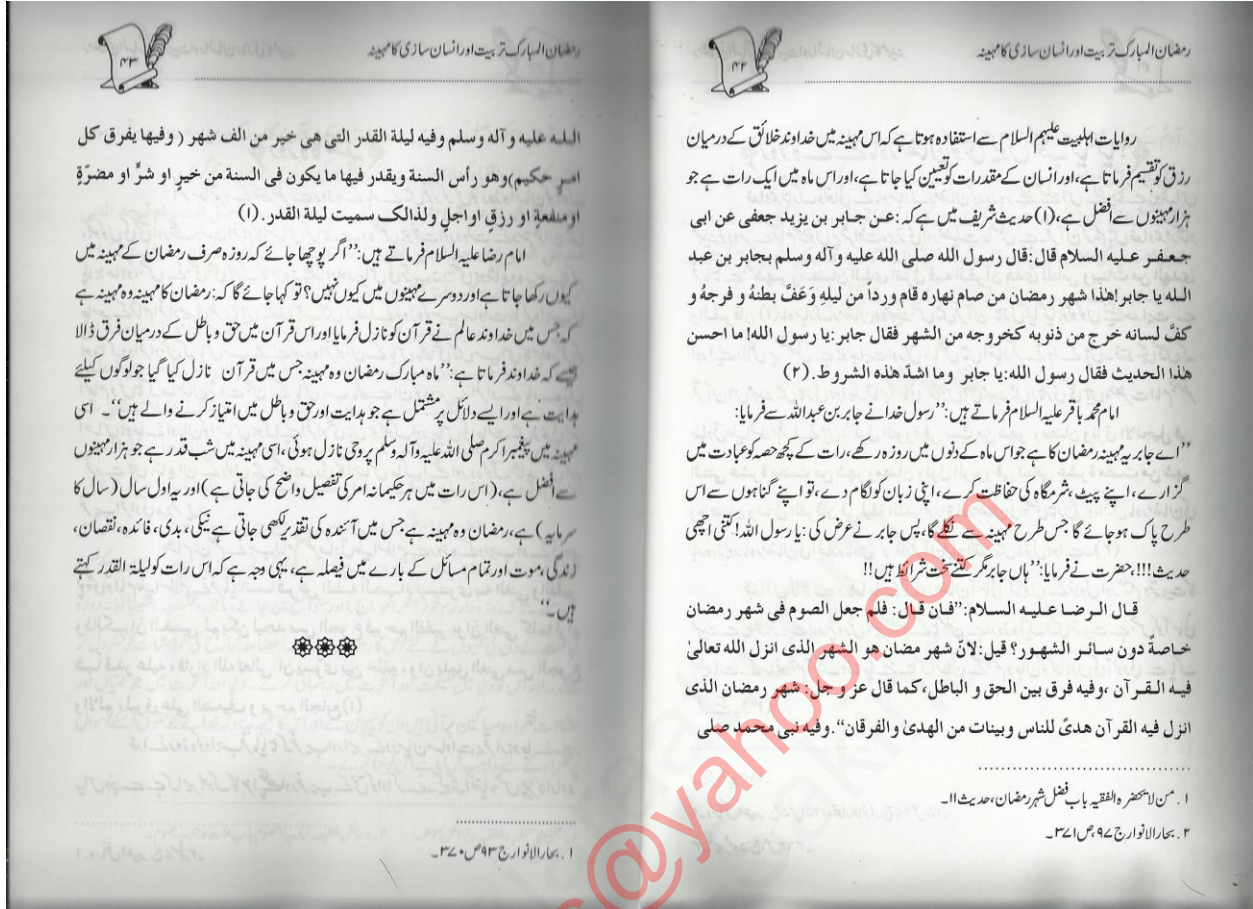 رمضان المبارک تربیت اور انسان سازی کا مہینہ
۴۲
روایات اہلبیت علیہم السلام سے استفادہ ہوتا ہے کہ اس مہینہ میں خداوند خلائق کے درمیان
رزق کو تقسیم فرماتا ہے، اور انسان کے مقدرات کو تعیین کیا جاتا ہے، اور اس ماہ میں ایک رات ہے جو
ہزار مہینوں سے افضل ہے، (۱) حدیث شریف میں ہے کہ: عن جابر بن یزید جعفی عن ابی
جعفر علیه السلام قال: قال رسول الله صلی الله علیه و آله وسلم بجابر بن عبد
الله یا جابر! هذا شهر رمضان من صام نهاره قام ورداً من لیلهِ وَعَفَّ بطنهُ و فرجهُ و
کفَّ لسانه خرج من ذنوبه کخروجه من الشهر فقال جابر: یا رسول الله! ما احسن
هذا الحدیث فقال رسول الله: یا جابر وما اشدّ هذه الشروط. (۲)
امام محمد باقر علیہ السلام فرماتے ہیں: ’’رسول خدا نے جابر بن عبداللہ سے فرمایا:
’’اے جابر یہ مہینہ رمضان کا ہے جو اس ماہ کے دنوں میں روزہ رکھے، رات کے کچھ حصہ کو عبادت میں
گزارے، اپنے پیٹ، شرمگاہ کی حفاظت کرے، اپنی زبان کو لگام دے، تو اپنے گناہوں سے اس
طرح پاک ہو جائے گا جس طرح مہینہ سے نکلے گا، پس جابر نے عرض کی: یا رسول اللہ! کتنی اچھی
حدیث!!!، حضرت نے فرمایا: ’’ہاں جابر مگر کتنے سخت شرائط ہیں!!
قال الرضا علیه السلام: ’’فان قال: فلم جعل الصوم فی شهر رمضان
خاصةً دون سائر الشهور؟ قیل: لانّ شهر مضان هو الشهر الذی انزل الله تعالیٰ
فیه القرآن ،وفیه فرق بین الحق و الباطل، کما قال عز و جل: شهر رمضان الذی
انزل فیه القرآن هدیً للناس وبینات من الهدیٰ والفرقان‘‘. وفیه نبی محمد صلی
۱. من لا یحضرہ الفقیہ باب فضل شہر رمضان، حدیث ۱۱۔
۲. بحار الانوار ج ۹۷، ص ۳۷۱۔
رمضان المبارک تربیت اور انسان سازی کا مہینہ
۴۳
الله علیه و آله وسلم وفیه لیلة القدر التی هی خیر من الف شهر ( وفیها یفرق کل
امرٍ حکیم) وهو رأس السنة ویقدر فیها ما یکون فی السنة من خیرٍ او شرٍّ او مضرّةٍ
او منفعةٍ او رزقٍ اواجلٍ ولذالک سمیت لیلة القدر. (۱)
امام رضا علیہ السلام فرماتے ہیں: ’’اگر پوچھا جائے کہ روزہ صرف رمضان کے مہینہ میں
کیوں رکھا جاتا ہے اور دوسرے مہینوں میں کیوں نہیں؟ تو کہا جائے گا کہ: رمضان کا مہینہ وہ مہینہ ہے
کہ جس میں خداوند عالم نے قرآن کو نازل فرمایا اور اس قرآن میں حق و باطل کے درمیان فرق ڈالا
جیسے کہ خداوند فرماتا ہے: ’’ماہ مبارک رمضان وہ مہینہ جس میں قرآن نازل کیا گیا جو لوگوں کیلئے
ہدایت ہے اور ایسے دلائل پر مشتمل ہے جو ہدایت اور حق و باطل میں امتیاز کرنے والے ہیں‘‘۔ اسی
مہینہ میں پیغمبر اکرم صلی اللہ علیہ وآلہ وسلم پر وحی نازل ہوئی، اسی مہینہ میں شب قدر ہے جو ہزار مہینوں
سے افضل ہے، (اس رات میں ہر حکیمانہ امر کی تفصیل واضح کی جاتی ہے) اور یہ اول سال (سال کا
سرمایہ) ہے، رمضان وہ مہینہ ہے جس میں آئندہ کی تقدیر لکھی جاتی ہے نیکی، بدی، فائدہ، نقصان،
زندگی، موت اور تمام مسائل کے بارے میں فیصلہ ہے، یہی وجہ ہے کہ اس رات کو لیلۃ القدر کہتے
ہیں۔‘‘
۱. بحار الانوار ج ۹۳ ص ۳۷۰۔
s@yahoo.com